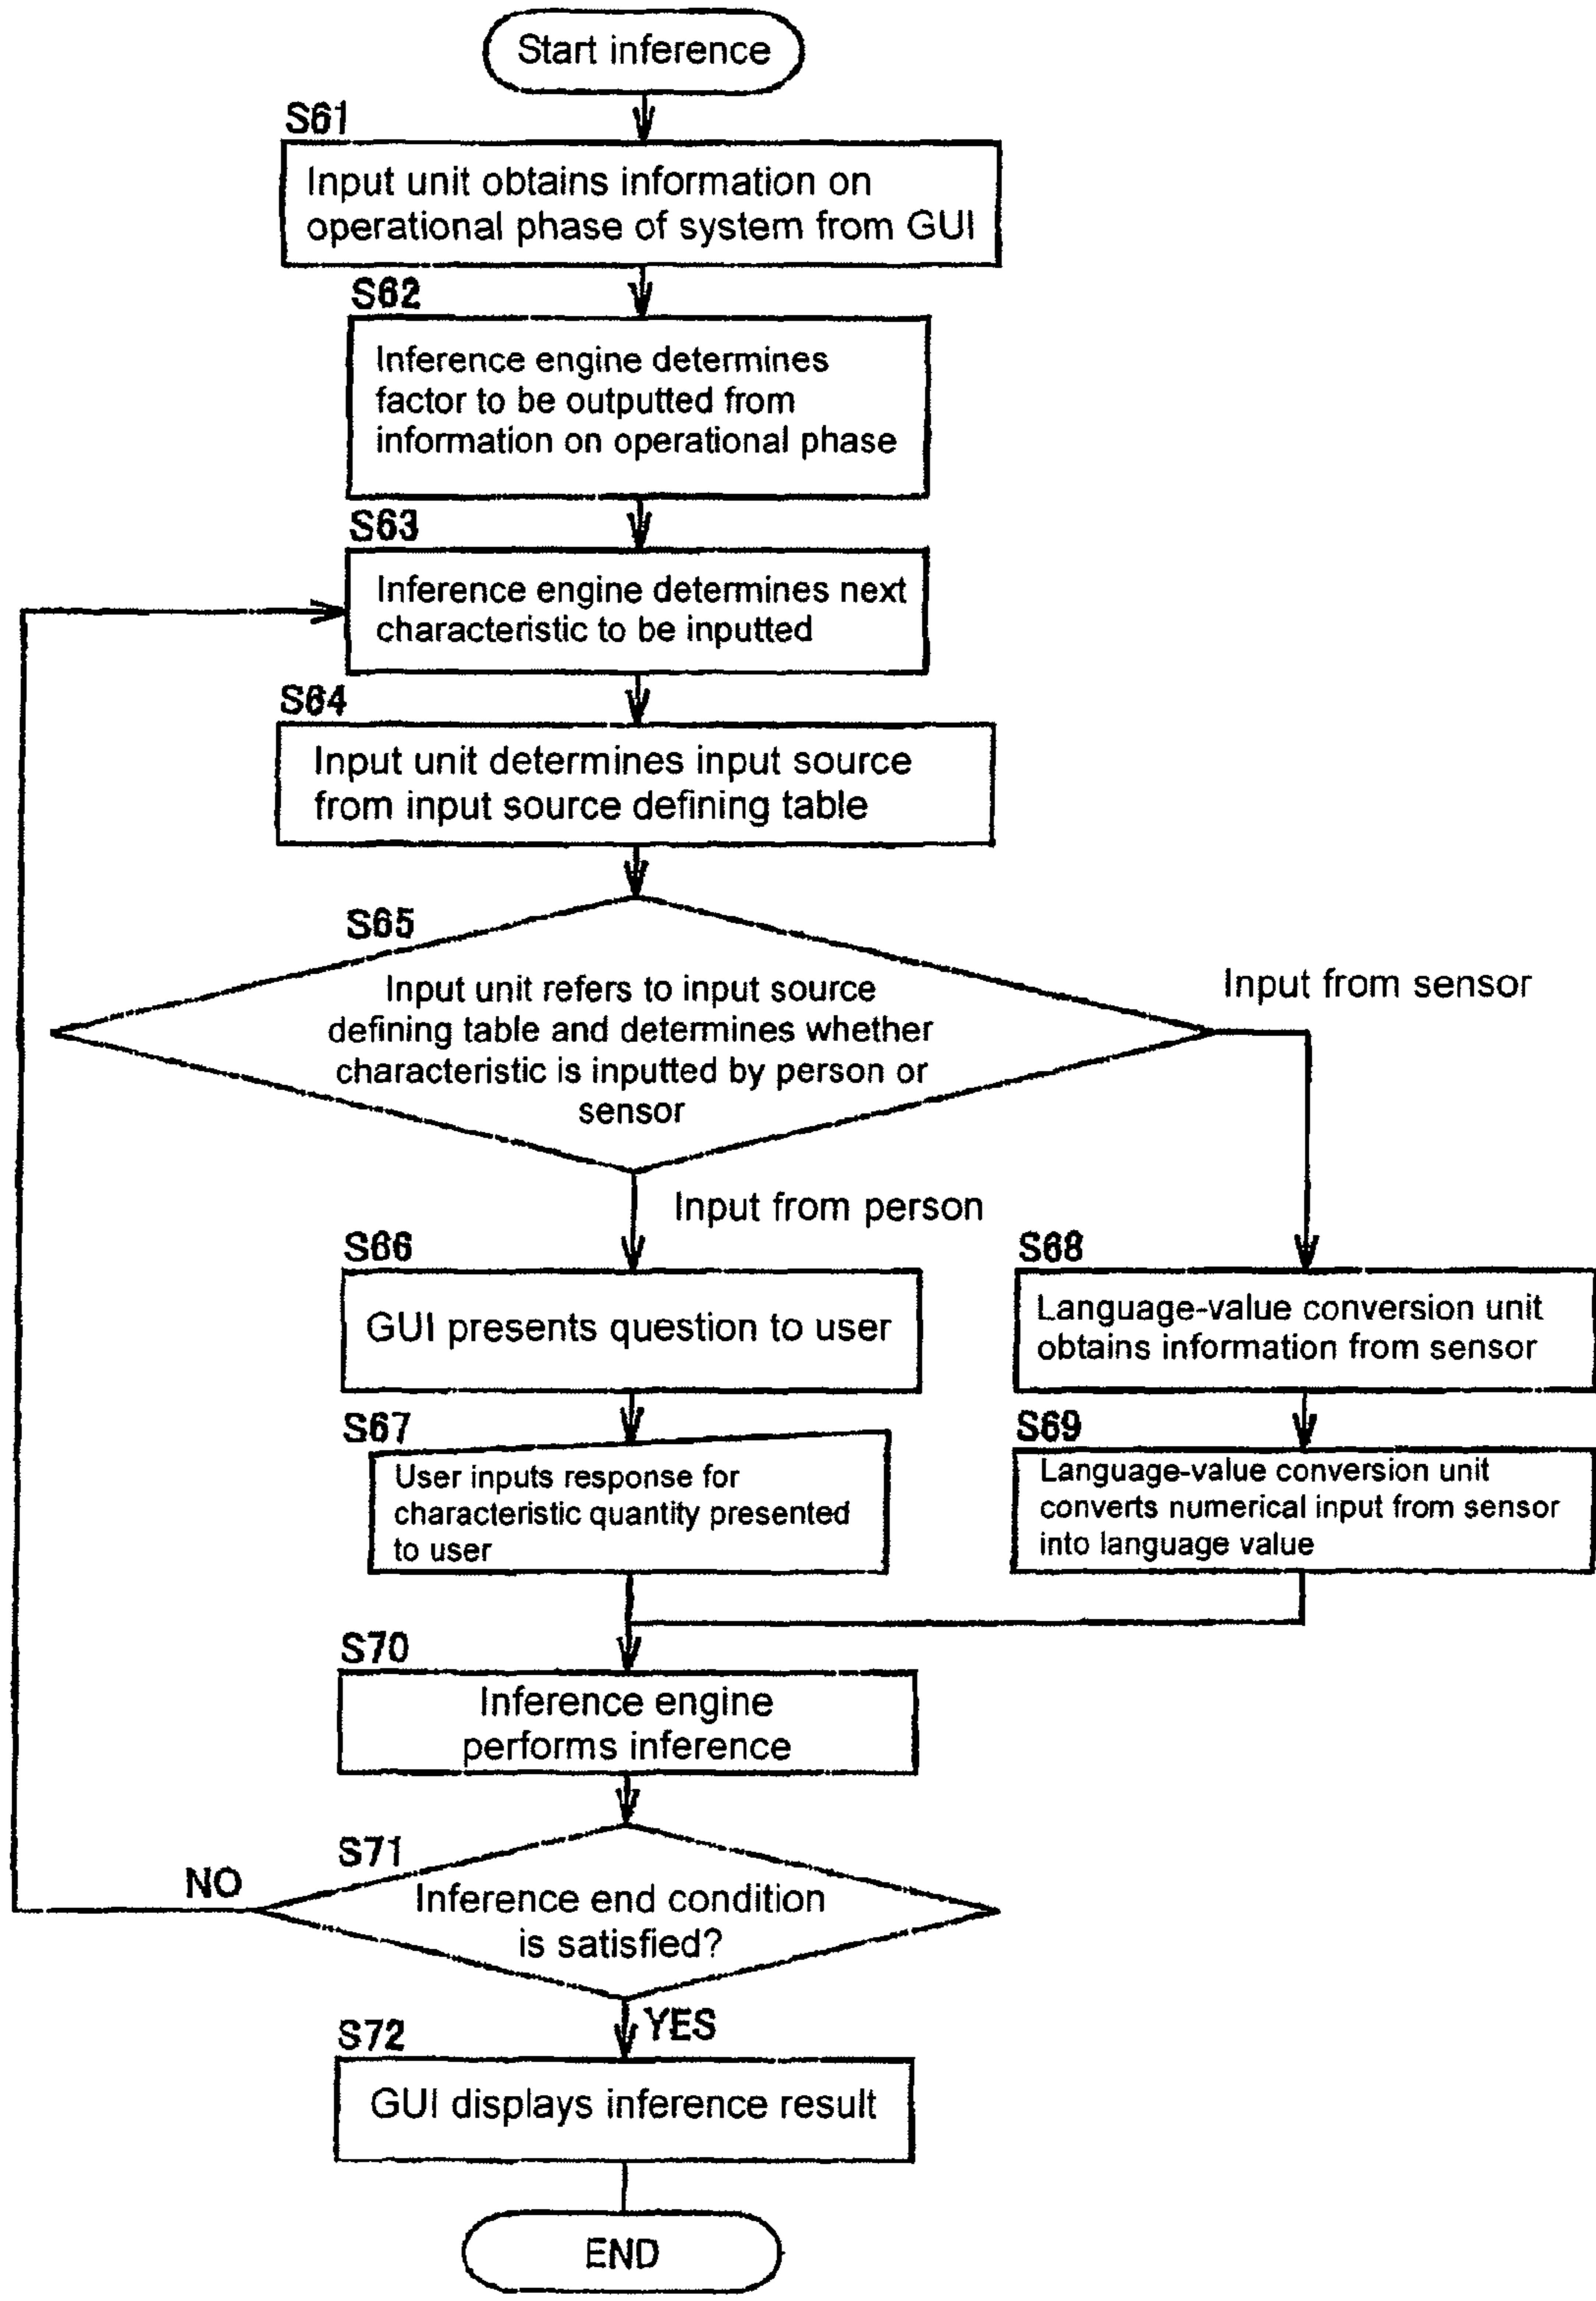 Start inference
S61
Input unit obtains information on
operational phase of system from GUI
S62
Inference engine determines
factor to be outputted from
information on operational phase
S63
Inference engine determines next
characteristic to be inputted
S64
Input unit determines input source
from input source defining table
S65
Input unit refers to input source
defining table and determines whether
characteristic is inputted by person or
sensor
Input from sensor
Input from person
S66
GUI presents question to user
S67
User inputs response for
characteristic quantity presented
to user
S68
Language-value conversion unit
obtains information from sensor
S69
Language-value conversion unit
converts numerical input from sensor
into language value
S70
Inference engine
performs inference
S71
Inference end condition
is satisfied?
NO
YES
S72
GUI displays inference result
END